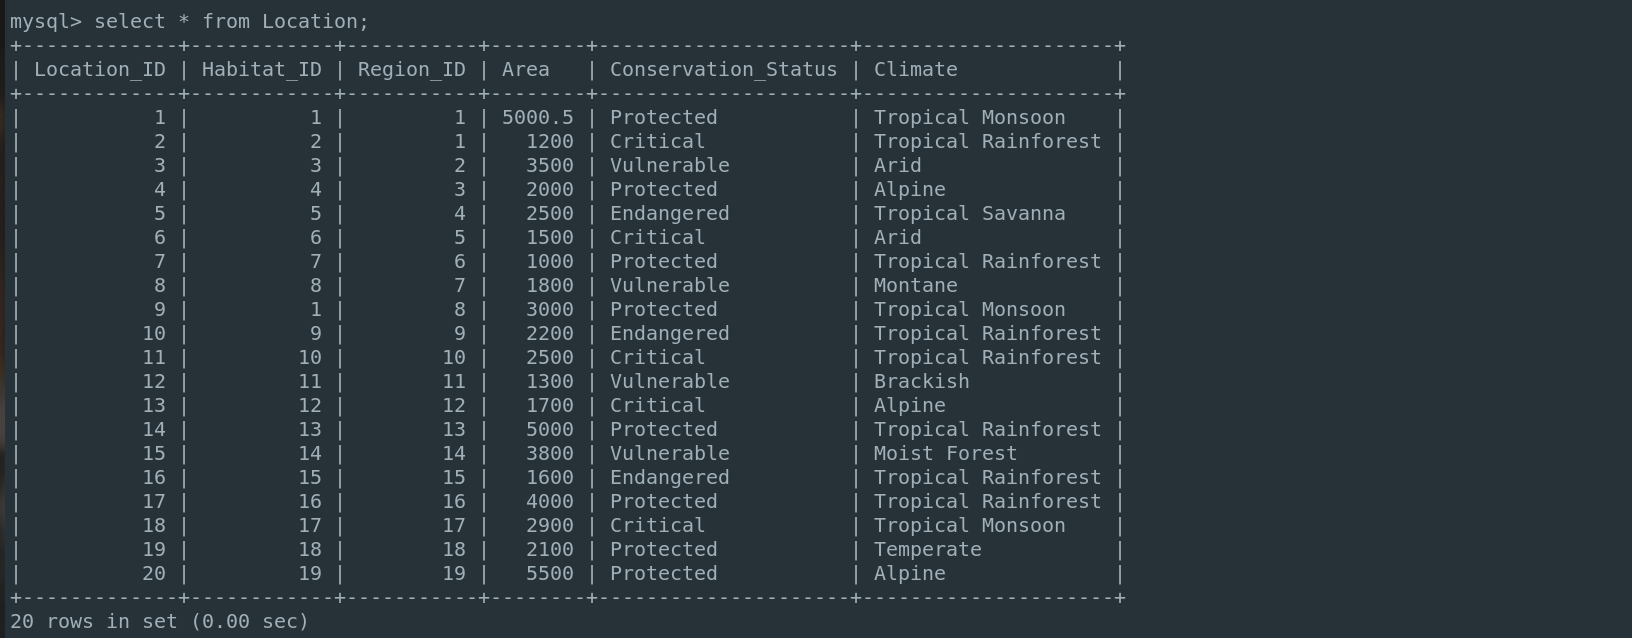 mysql> select * from Location;
+-------------+------------+-----------+--------+---------------------+---------------------+
| Location_ID | Habitat_ID | Region_ID | Area   | Conservation_Status | Climate             |
+-------------+------------+-----------+--------+---------------------+---------------------+
|           1 |          1 |         1 | 5000.5 | Protected           | Tropical Monsoon    |
|           2 |          2 |         1 |   1200 | Critical            | Tropical Rainforest |
|           3 |          3 |         2 |   3500 | Vulnerable          | Arid                |
|           4 |          4 |         3 |   2000 | Protected           | Alpine              |
|           5 |          5 |         4 |   2500 | Endangered          | Tropical Savanna    |
|           6 |          6 |         5 |   1500 | Critical            | Arid                |
|           7 |          7 |         6 |   1000 | Protected           | Tropical Rainforest |
|           8 |          8 |         7 |   1800 | Vulnerable          | Montane             |
|           9 |          1 |         8 |   3000 | Protected           | Tropical Monsoon    |
|          10 |          9 |         9 |   2200 | Endangered          | Tropical Rainforest |
|          11 |         10 |        10 |   2500 | Critical            | Tropical Rainforest |
|          12 |         11 |        11 |   1300 | Vulnerable          | Brackish            |
|          13 |         12 |        12 |   1700 | Critical            | Alpine              |
|          14 |         13 |        13 |   5000 | Protected           | Tropical Rainforest |
|          15 |         14 |        14 |   3800 | Vulnerable          | Moist Forest        |
|          16 |         15 |        15 |   1600 | Endangered          | Tropical Rainforest |
|          17 |         16 |        16 |   4000 | Protected           | Tropical Rainforest |
|          18 |         17 |        17 |   2900 | Critical            | Tropical Monsoon    |
|          19 |         18 |        18 |   2100 | Protected           | Temperate           |
|          20 |         19 |        19 |   5500 | Protected           | Alpine              |
+-------------+------------+-----------+--------+---------------------+---------------------+
20 rows in set (0.00 sec)